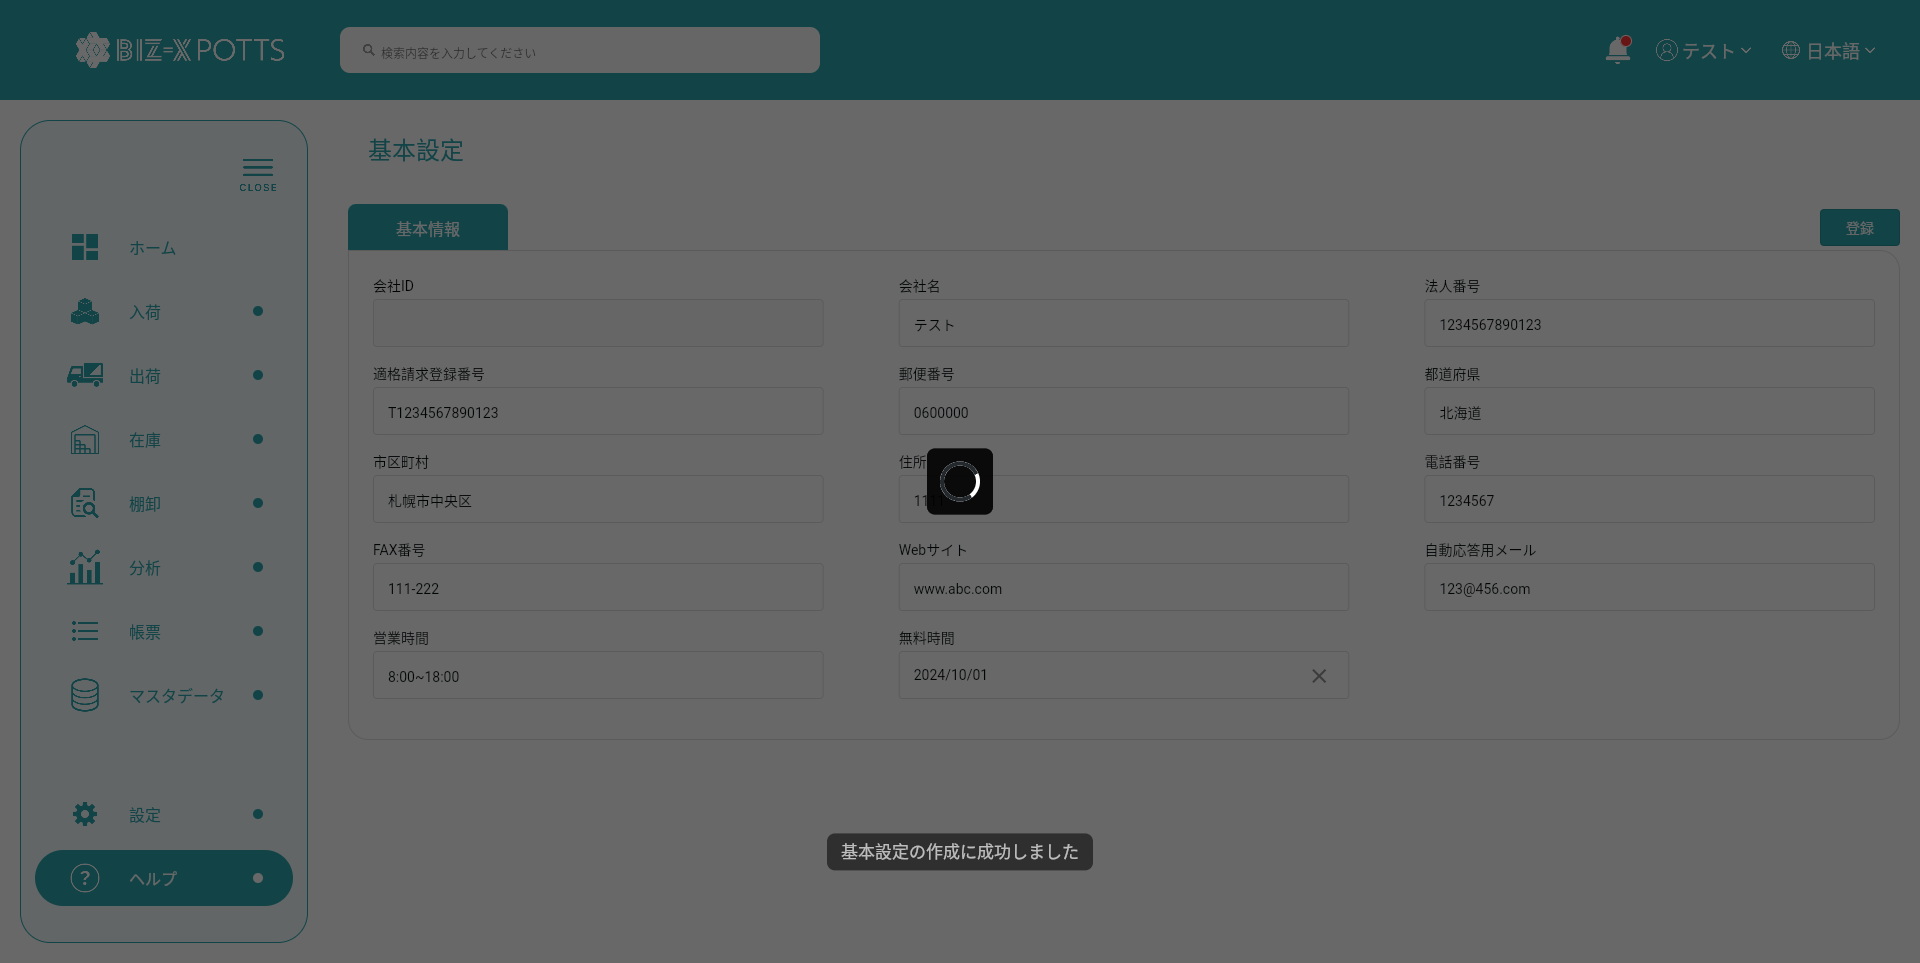 BIZ=X POTTS
検索内容を入力してください
テスト
日本語
CLOSE
ホーム
入荷
出荷
在庫
棚卸
分析
帳票
マスタデータ
設定
? ヘルプ
基本設定
基本情報
登録
会社ID
会社名
テスト
法人番号
1234567890123
適格請求登録番号
T1234567890123
郵便番号
0600000
都道府県
北海道
市区町村
札幌市中央区
住所
電話番号
1234567
FAX番号
111-222
Webサイト
www.abc.com
自動応答用メール
123@456.com
営業時間
8:00~18:00
無料時間
2024/10/01
基本設定の作成に成功しました